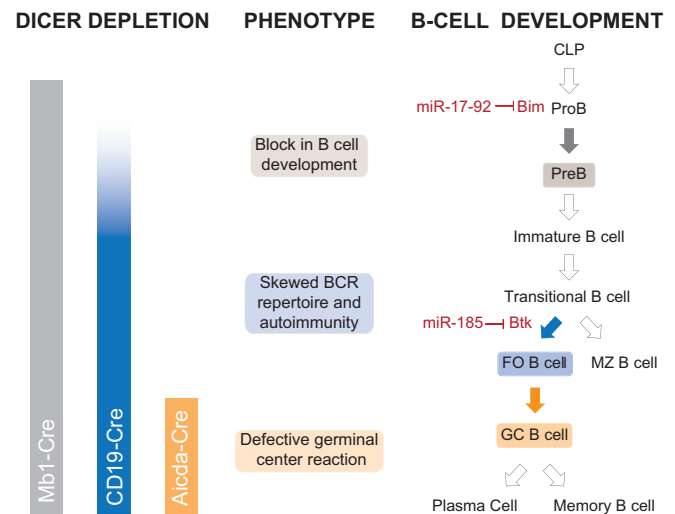 DICER DEPLETION
PHENOTYPE
B-CELL DEVELOPMENT
CLP
miR-17-92
Bim
ProB
Block in B cell
development
PreB
Immature B cell
Skewed BCR
repertoire and
autoimmunity
Transitional B cell
miR-185
Btk
FO B cell
MZ B cell
Mb1-Cre
CD19-Cre
Aicda-Cre
Defective germinal
center reaction
GC B cell
Plasma Cell
Memory B cell